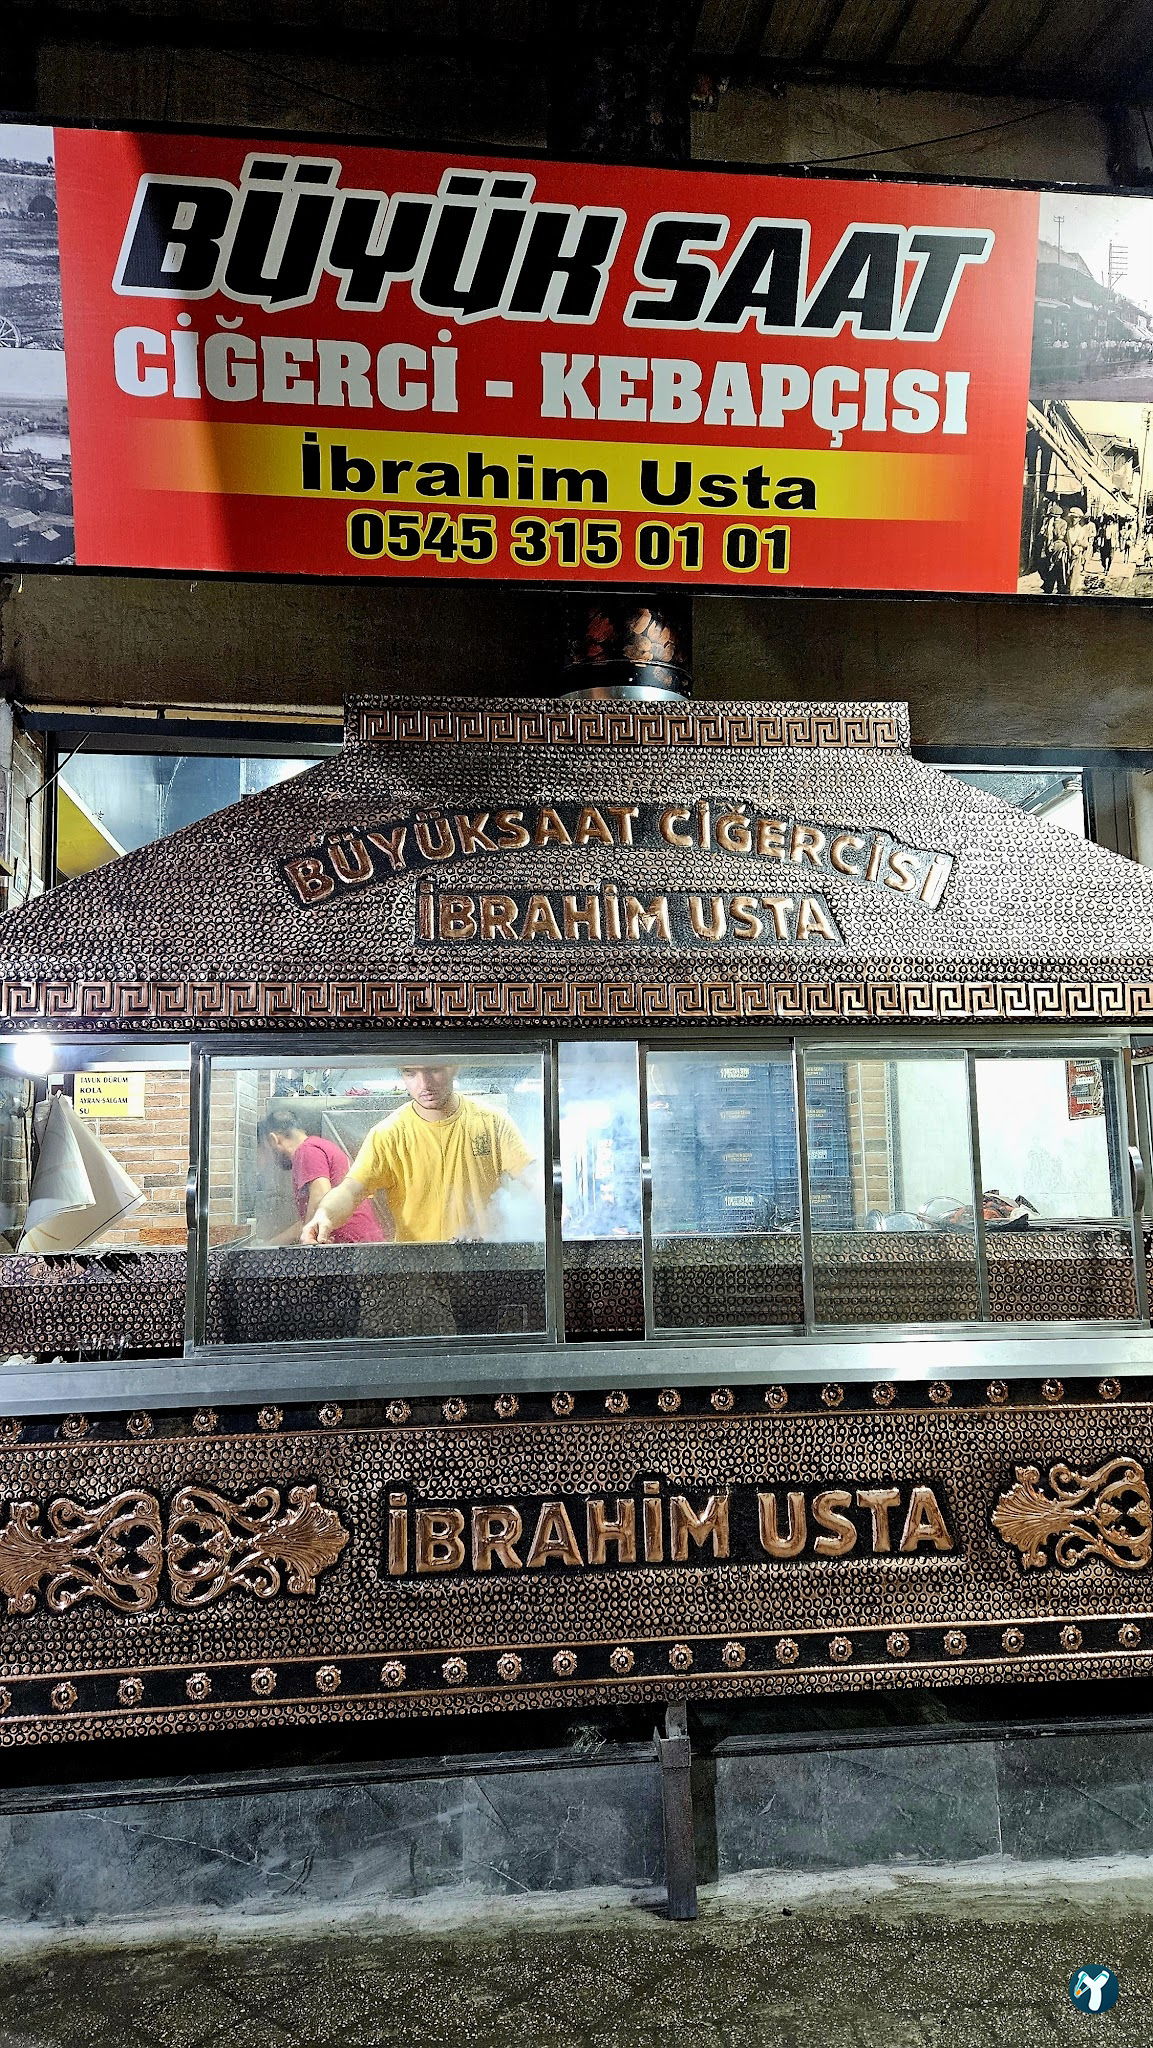 BÜYÜK SAAT
CİĞERCİ - KEBAPÇISI
İbrahim Usta
0545 315 01 01
BÜYÜKSAAT CİĞERCİSİ
İBRAHİM USTA
TAVUK DÜRÜM
KOLA
AYRAN-ŞALGAM
SU
İBRAHİM USTA